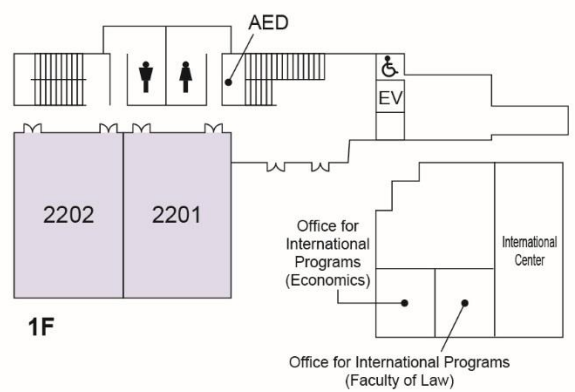 AED
EV
2202
2201
Office for
International
Programs
(Economics)
International
Center
1F
Office for International Programs
(Faculty of Law)